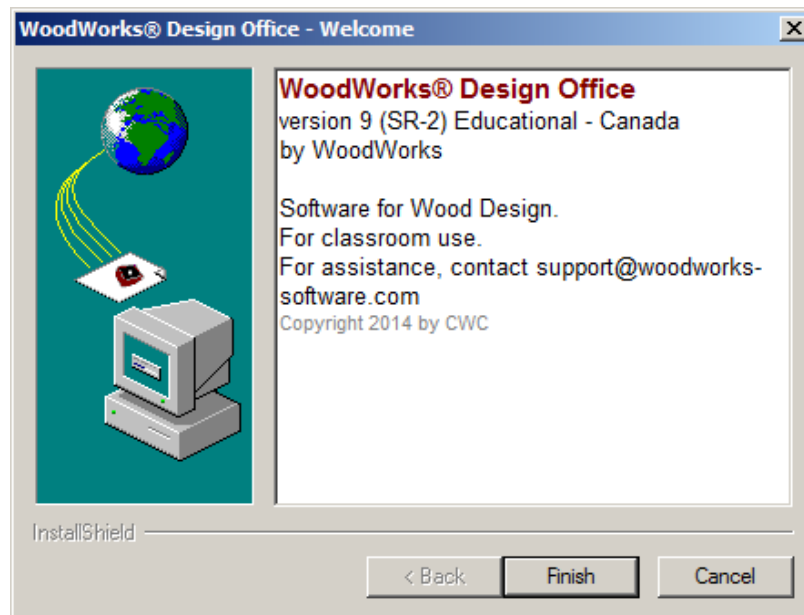 WoodWorks® Design Office - Welcome
WoodWorks® Design Office
version 9 (SR-2) Educational - Canada
by WoodWorks
Software for Wood Design.
For classroom use.
For assistance, contact support@woodworks-
software.com
Copyright 2014 by CWC
InstallShield
< Back
Finish
Cancel